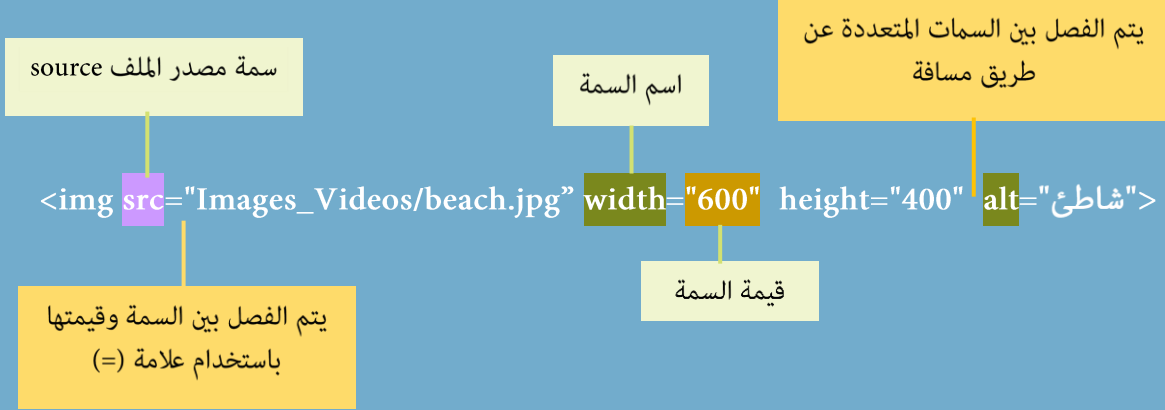 يتم الفصل بين السمات المتعددة عن
طريق مسافة
سمة مصدر الملف source
اسم السمة
<img src="Images_Videos/beach.jpg” width="600" height="400" alt="شاطئ">
قيمة السمة
يتم الفصل بين السمة وقيمتها
باستخدام علامة (=)